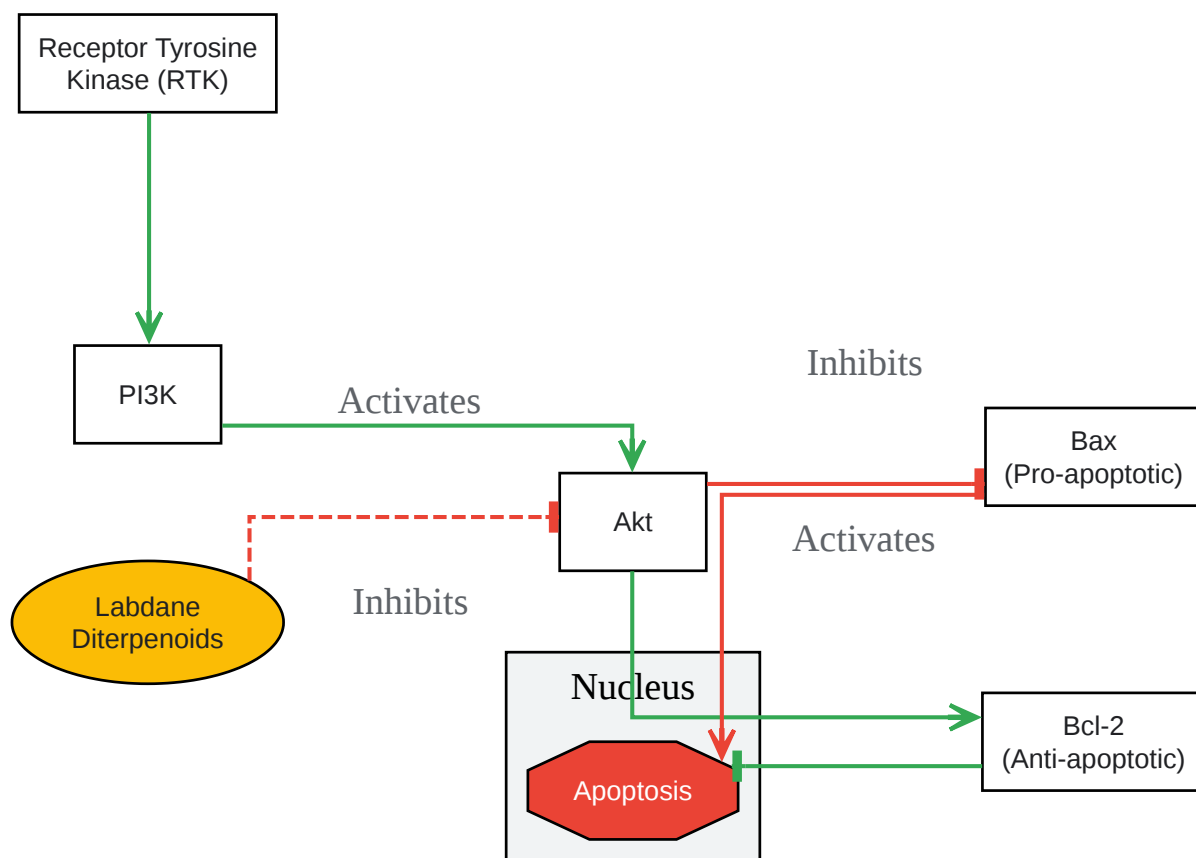 Receptor Tyrosine
Kinase (RTK)
Inhibits
PI3K
Activates
Bax
(Pro-apoptotic)
Akt
Activates
Labdane
Diterpenoids
Inhibits
Nucleus
Bcl-2
(Anti-apoptotic)
Apoptosis